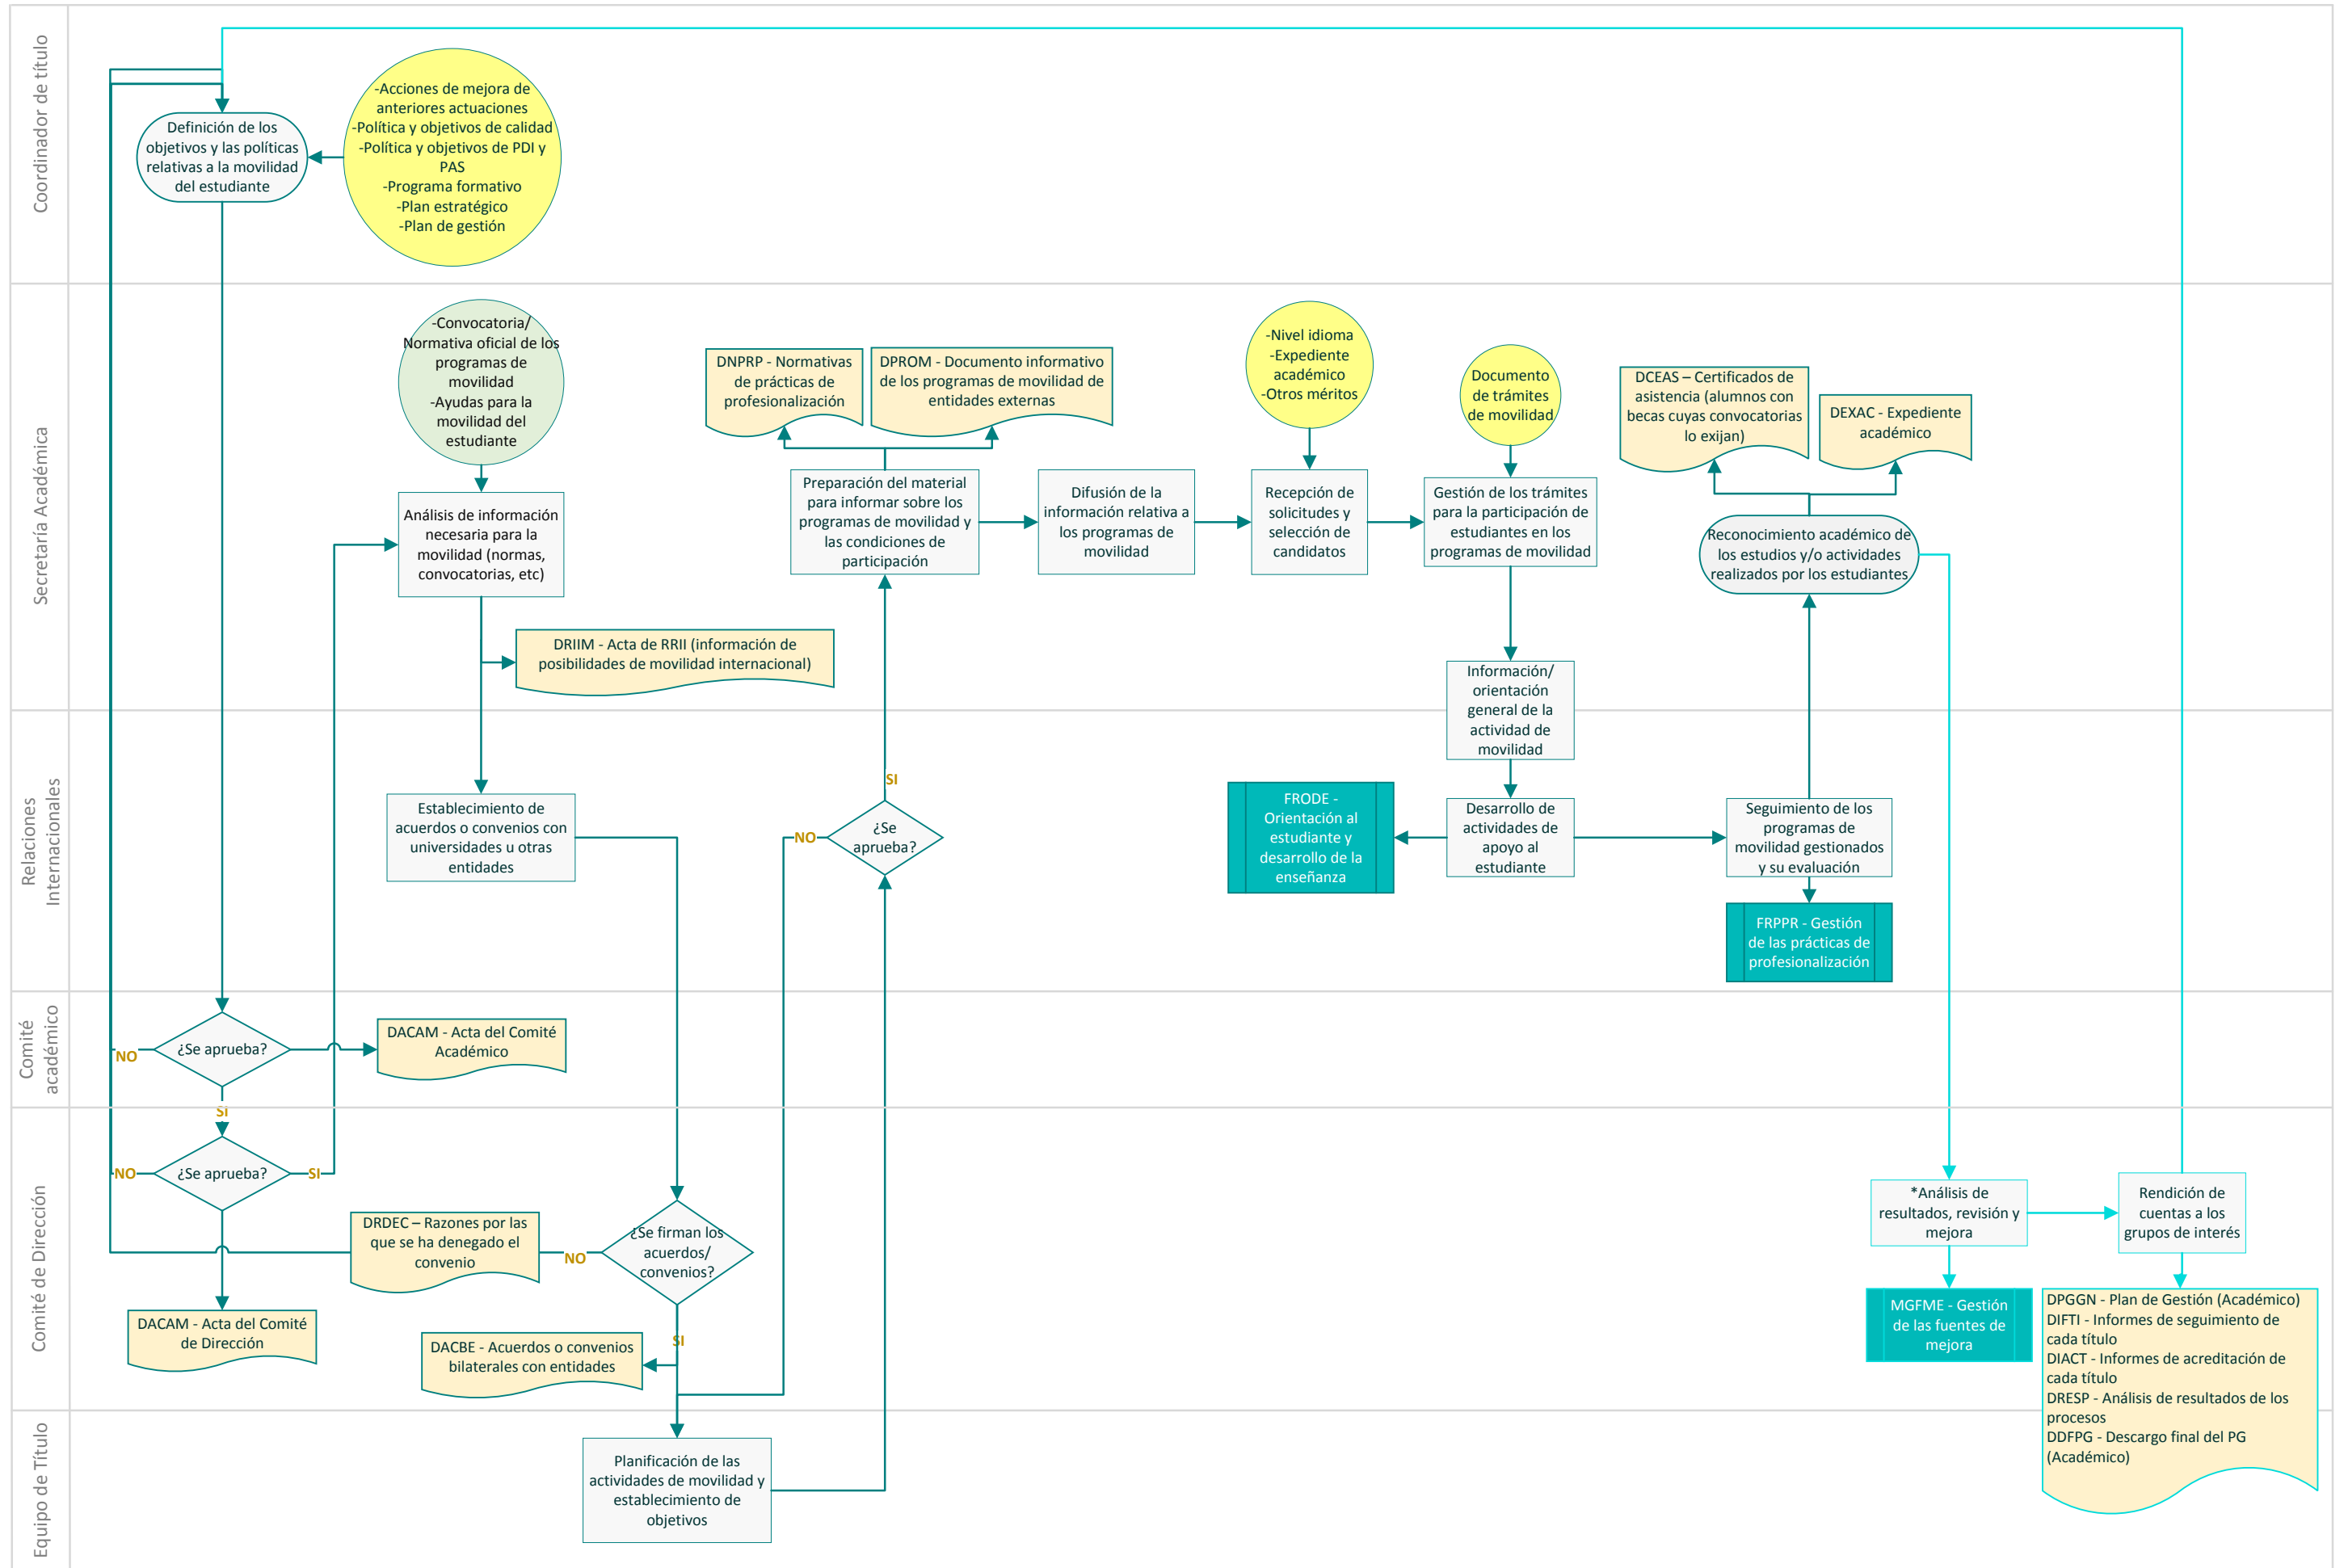 Coordinador de título
-Acciones de mejora de
anteriores actuaciones
-Política y objetivos de calidad
-Política y objetivos de PDI y
PAS
-Programa formativo
-Plan estratégico
-Plan de gestión
Definición de los
objetivos y las políticas
relativas a la movilidad
del estudiante
Secretaría Académica
-Convocatoria/
Normativa oficial de los
programas de
movilidad
-Ayudas para la
movilidad del
estudiante
DNPRP - Normativas
de prácticas de
profesionalización
DPROM - Documento informativo
de los programas de movilidad de
entidades externas
-Nivel idioma
-Expediente
académico
-Otros méritos
Documento
de trámites
de movilidad
DCEAS – Certificados de
asistencia (alumnos con
becas cuyas convocatorias
lo exijan)
DEXAC - Expediente
académico
Análisis de información
necesaria para la
movilidad (normas,
convocatorias, etc)
Preparación del material
para informar sobre los
programas de movilidad y
las condiciones de
participación
Difusión de la
información relativa a
los programas de
movilidad
Recepción de
solicitudes y
selección de
candidatos
Gestión de los trámites
para la participación de
estudiantes en los
programas de movilidad
Reconocimiento académico de
los estudios y/o actividades
realizados por los estudiantes
DRIIM - Acta de RRII (información de
posibilidades de movilidad internacional)
Información/
orientación
general de la
actividad de
movilidad
Relaciones
Internacionales
Establecimiento de
acuerdos o convenios con
universidades u otras
entidades
SI
NO
¿Se
aprueba?
FRODE -
Orientación al
estudiante y
desarrollo de la
enseñanza
Desarrollo de
actividades de
apoyo al
estudiante
Seguimiento de los
programas de
movilidad gestionados
y su evaluación
FRPPR - Gestión
de las prácticas de
profesionalización
Comité
académico
NO
¿Se aprueba?
DACAM - Acta del Comité
Académico
SI
Comité de Dirección
NO
¿Se aprueba?
SI
DRDEC – Razones por las
que se ha denegado el
convenio
NO
¿Se firman los
acuerdos/
convenios?
*Análisis de
resultados, revisión y
mejora
Rendición de
cuentas a los
grupos de interés
DACAM - Acta del Comité
de Dirección
SI
DACBE - Acuerdos o convenios
bilaterales con entidades
MGFME - Gestión
de las fuentes de
mejora
DPGGN - Plan de Gestión (Académico)
DIFTI - Informes de seguimiento de
cada título
DIACT - Informes de acreditación de
cada título
DRESP - Análisis de resultados de los
procesos
DDFPG - Descargo final del PG
(Académico)
Equipo de Título
Planificación de las
actividades de movilidad y
establecimiento de
objetivos